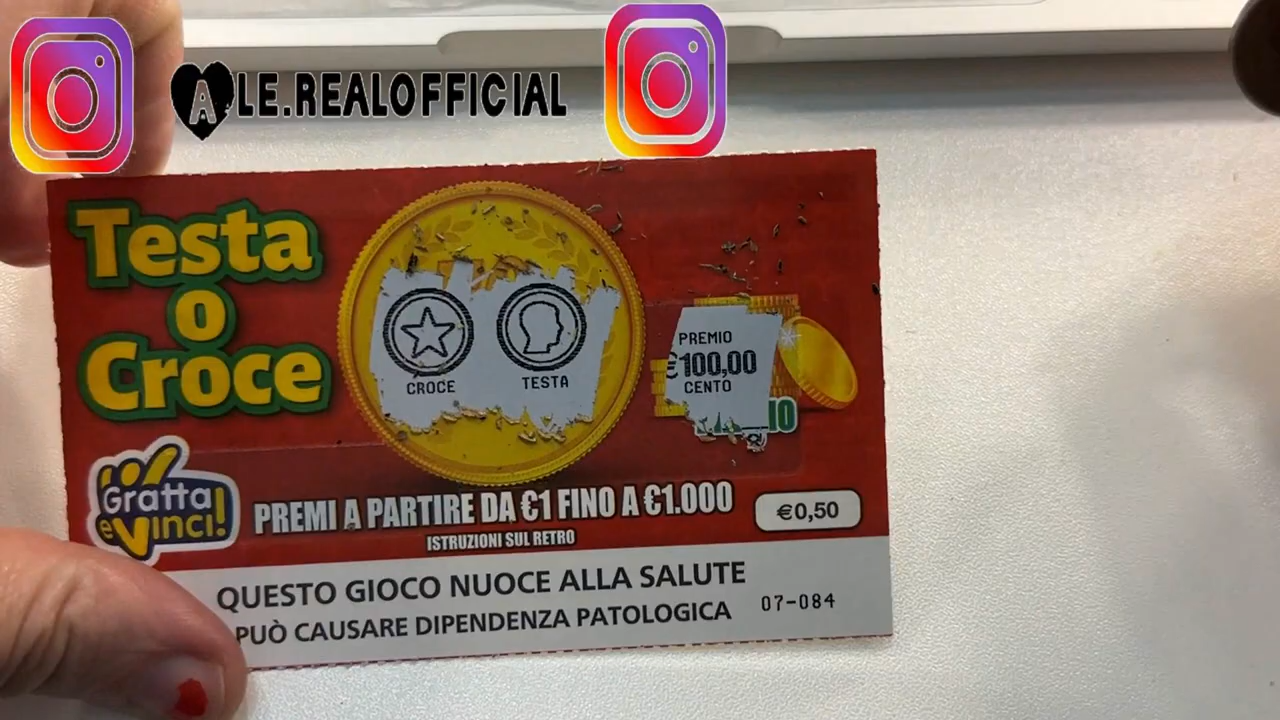 ALE.REALOFFICIAL
Testa
o
Croce
CROCE
TESTA
PREMIO
€100,00
CENTO
Gratta
e Vinci!
PREMI A PARTIRE DA €1 FINO A €1.000
€0,50
ISTRUZIONI SUL RETRO
QUESTO GIOCO NUOCE ALLA SALUTE
PUÒ CAUSARE DIPENDENZA PATOLOGICA
07-084